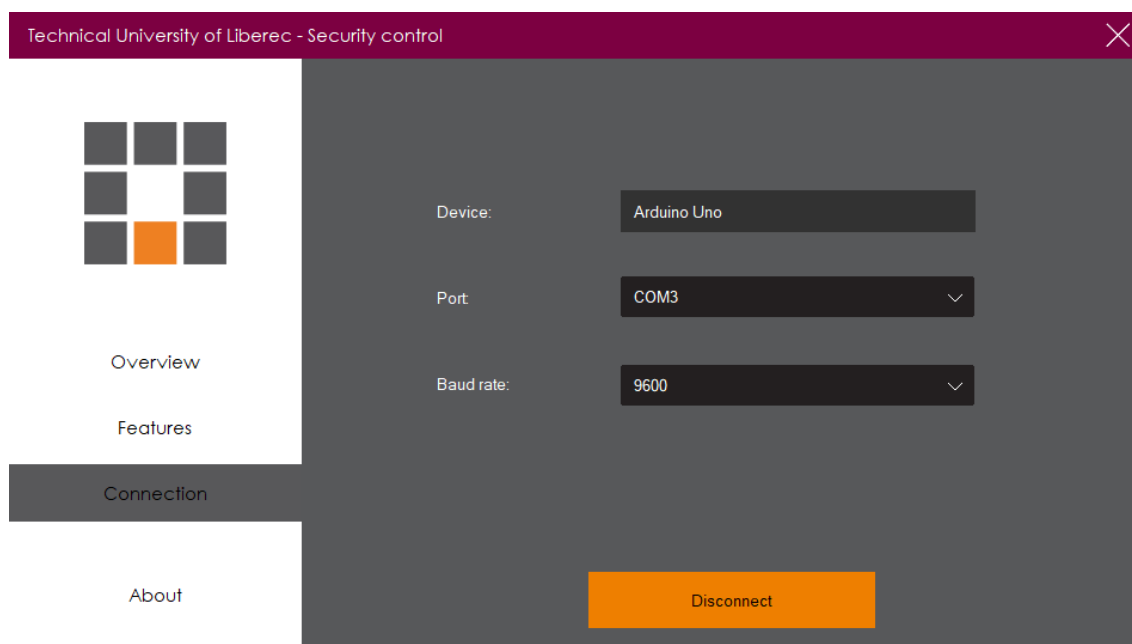 Technical University of Liberec - Security control
Overview
Features
Connection
About
Device:
Arduino Uno
Port:
COM3
Baud rate:
9600
Disconnect